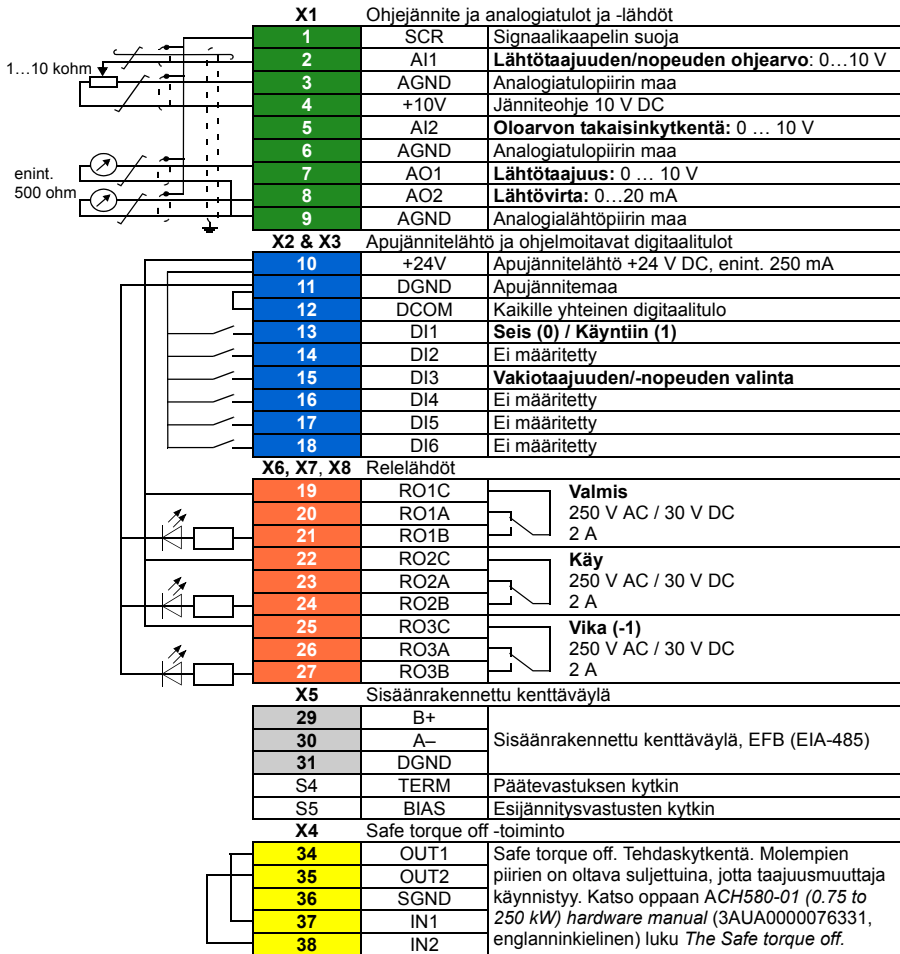 X1 Ohjejännite ja analogiatulot ja -lähdöt
1 SCR Signaalikaapelin suoja
2 AI1 Lähtötaajuuden/nopeuden ohjearvo: 0…10 V
1…10 kohm
3 AGND Analogiatulopiirin maa
4 +10V Jänniteohje 10 V DC
5 AI2 Oloarvon takaisinkytkentä: 0 … 10 V
6 AGND Analogiatulopiirin maa
7 AO1 Lähtötaajuus: 0 … 10 V
enint.
500 ohm
8 AO2 Lähtövirta: 0…20 mA
9 AGND Analogialähtöpiirin maa
X2 & X3 Apujännitelähtö ja ohjelmoitavat digitaalitulot
10 +24V Apujännitelähtö +24 V DC, enint. 250 mA
11 DGND Apujännitemaa
12 DCOM Kaikille yhteinen digitaalitulo
13 DI1 Seis (0) / Käyntiin (1)
14 DI2 Ei määritetty
15 DI3 Vakiotaajuuden/-nopeuden valinta
16 DI4 Ei määritetty
17 DI5 Ei määritetty
18 DI6 Ei määritetty
X6, X7, X8 Relelähdöt
19 RO1C Valmis
20 RO1A 250 V AC / 30 V DC
21 RO1B 2 A
22 RO2C Käy
23 RO2A 250 V AC / 30 V DC
24 RO2B 2 A
25 RO3C Vika (-1)
26 RO3A 250 V AC / 30 V DC
27 RO3B 2 A
X5 Sisäänrakennettu kenttäväylä
29 B+
30 A– Sisäänrakennettu kenttäväylä, EFB (EIA-485)
31 DGND
S4 TERM Päätevastuksen kytkin
S5 BIAS Esijännitysvastusten kytkin
X4 Safe torque off -toiminto
34 OUT1 Safe torque off. Tehdaskytkentä. Molempien
35 OUT2 piirien on oltava suljettuina, jotta taajuusmuuttaja
36 SGND käynnistyy. Katso oppaan ACH580-01 (0.75 to
37 IN1 250 kW) hardware manual (3AUA0000076331,
38 IN2 englanninkielinen) luku The Safe torque off.